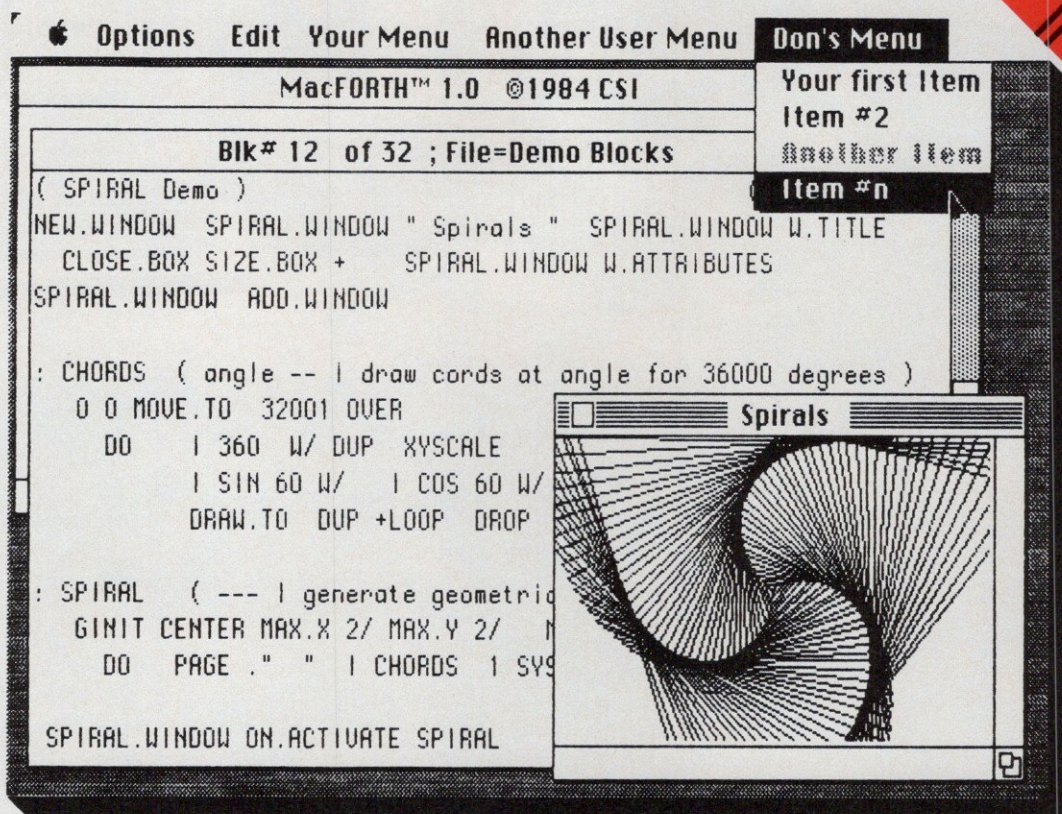 Options Edit Your Menu Another User Menu Don's Menu
Your first Item
Item #2
Another Item
Item #n
MacFORTH™ 1.0 ©1984 CSI
Blk# 12 of 32 ; File=Demo Blocks
( SPIRAL Demo )
NEW.WINDOW SPIRAL.WINDOW " Spirals " SPIRAL.WINDOW W.TITLE
CLOSE.BOX SIZE.BOX + SPIRAL.WINDOW W.ATTRIBUTES
SPIRAL.WINDOW ADD.WINDOW
: CHORDS ( angle -- | draw cords at angle for 36000 degrees )
0 0 MOVE.TO 32001 OVER
DO I 360 W/ DUP XYSCALE
I SIN 60 W/ I COS 60 W/
DRAW.TO DUP +LOOP DROP
: SPIRAL ( --- | generate geometric
GINIT CENTER MAX.X 2/ MAX.Y 2/
DO PAGE ." " I CHORDS 1 SYS
SPIRAL.WINDOW ON.ACTIVATE SPIRAL
Spirals